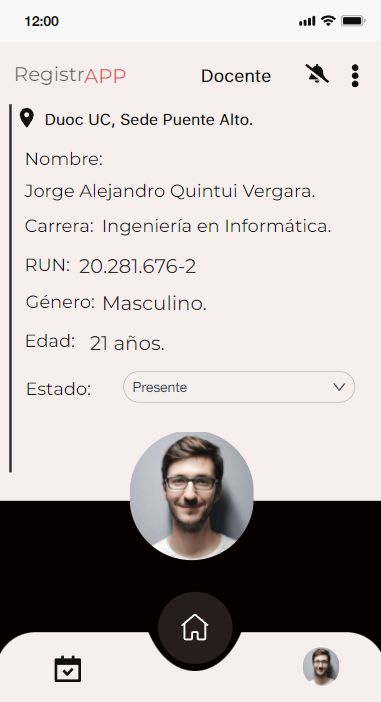 12:00
RegistrAPP
Docente
Duoc UC, Sede Puente Alto.
Nombre:
Jorge Alejandro Quintui Vergara.
Carrera: Ingeniería en Informática.
RUN: 20.281.676-2
Género: Masculino.
Edad: 21 años.
Estado: Presente